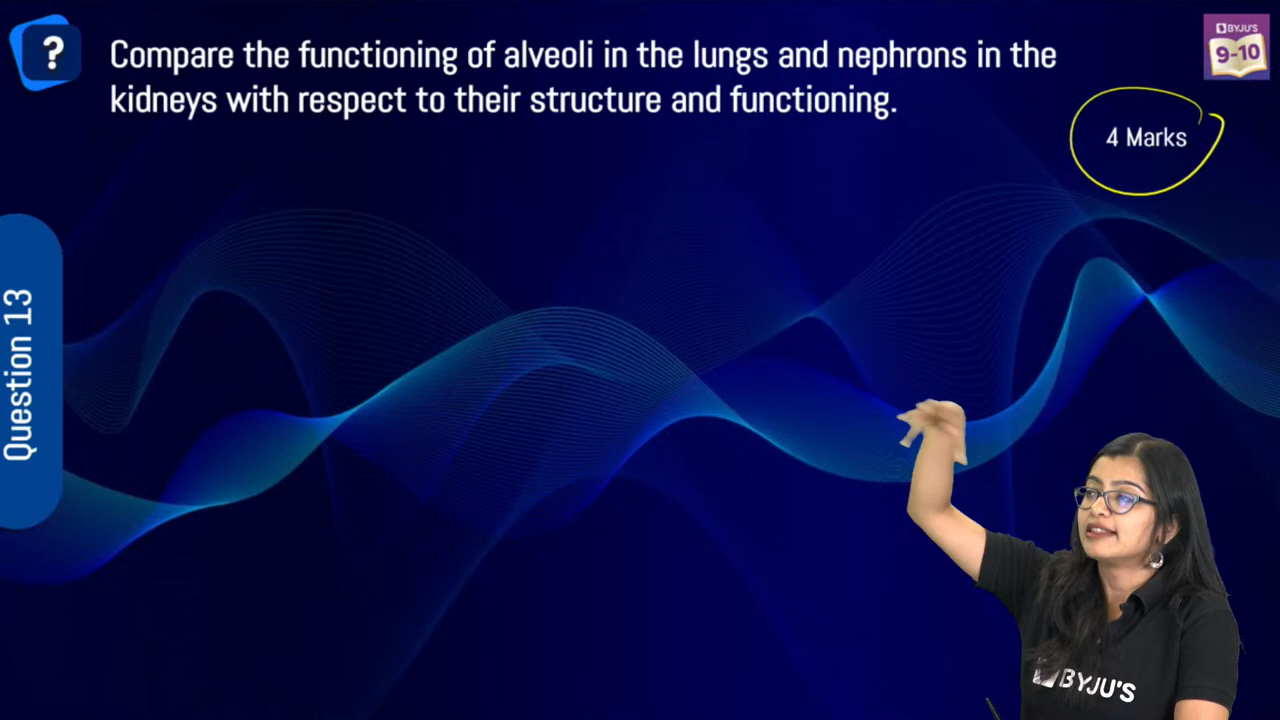 ?
Compare the functioning of alveoli in the lungs and nephrons in the
kidneys with respect to their structure and functioning.
BYJU'S
9-10
4 Marks
Question 13
BYJU'S